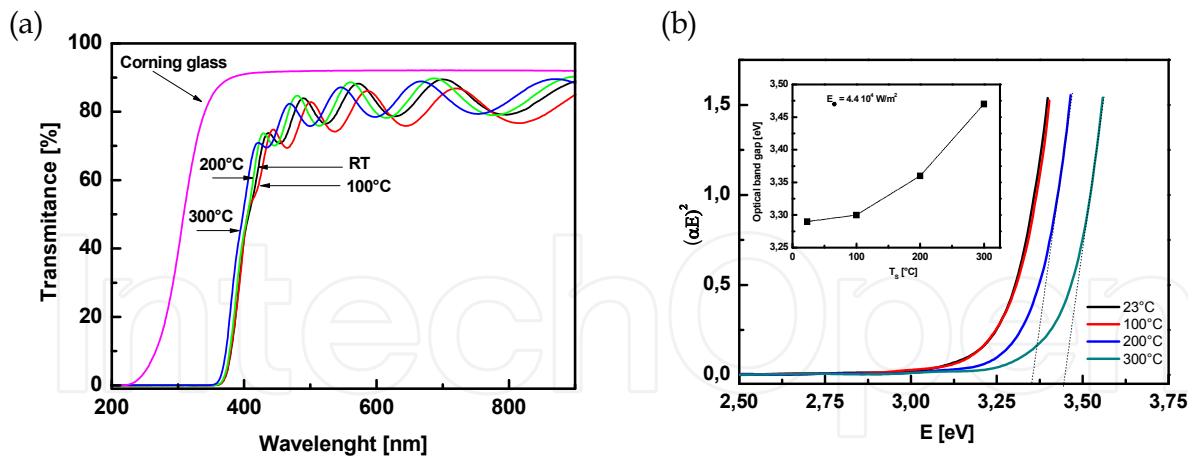 (a)
Transmitance [%]
100
80
60
40
20
0
Corning glass
200°C
RT
100°C
300°C
200
400
600
800
Wavelenght [nm]
(b)
(αE)²
1,5
1,0
0,5
0,0
Optical band gap [eV]
3,50
3,45
3,40
3,35
3,30
3,25
E = 4.4 10⁴ W/m²
0
100
200
300
T_S [°C]
23°C
100°C
200°C
300°C
2,50
2,75
3,00
3,25
3,50
3,75
E [eV]
IntechOpen